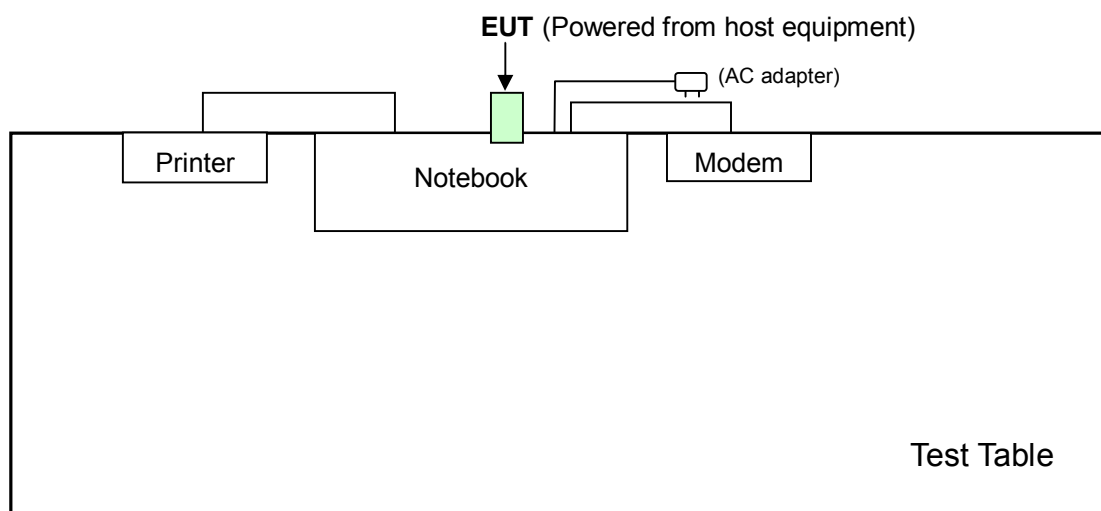 EUT (Powered from host equipment)
(AC adapter)
Printer
Notebook
Modem
Test Table